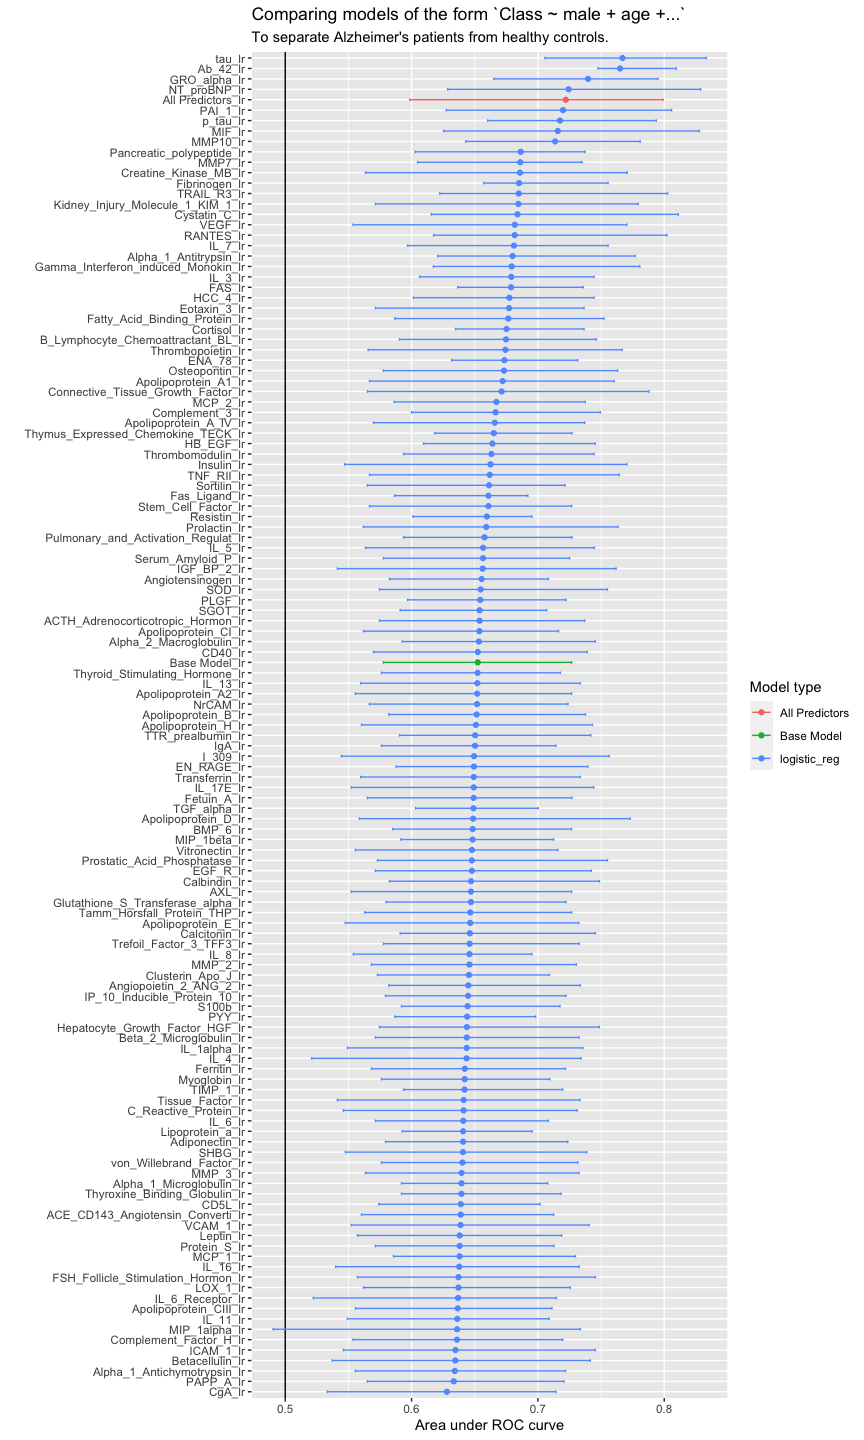 Comparing models of the form `Class ~ male + age +...`
To separate Alzheimer's patients from healthy controls.
tau_lr
Ab_42_lr
GRO_alpha_lr
NT_proBNP_lr
All Predictors_lr
PAI_1_lr
p_tau_lr
MIF_lr
MMP10_lr
Pancreatic_polypeptide_lr
MMP7_lr
Creatine_Kinase_MB_lr
Fibrinogen_lr
TRAIL_R3_lr
Kidney_Injury_Molecule_1_KIM_1_lr
Cystatin_C_lr
VEGF_lr
RANTES_lr
IL_7_lr
Alpha_1_Antitrypsin_lr
Gamma_Interferon_induced_Monokin_lr
IL_3_lr
FAS_lr
HCC_4_lr
Eotaxin_3_lr
Fatty_Acid_Binding_Protein_lr
Cortisol_lr
B_Lymphocyte_Chemoattractant_BL_lr
Thrombopoietin_lr
ENA_78_lr
Osteopontin_lr
Apolipoprotein_A1_lr
Connective_Tissue_Growth_Factor_lr
MCP_2_lr
Complement_3_lr
Apolipoprotein_A_IV_lr
Thymus_Expressed_Chemokine_TECK_lr
HB_EGF_lr
Thrombomodulin_lr
Insulin_lr
TNF_RII_lr
Sortilin_lr
Fas_Ligand_lr
Stem_Cell_Factor_lr
Resistin_lr
Prolactin_lr
Pulmonary_and_Activation_Regulat_lr
IL_5_lr
Serum_Amyloid_P_lr
IGF_BP_2_lr
Angiotensinogen_lr
SOD_lr
PLGF_lr
SGOT_lr
ACTH_Adrenocorticotropic_Hormon_lr
Apolipoprotein_CI_lr
Alpha_2_Macroglobulin_lr
CD40_lr
Base Model_lr
Thyroid_Stimulating_Hormone_lr
IL_13_lr
Apolipoprotein_A2_lr
NrCAM_lr
Apolipoprotein_B_lr
Apolipoprotein_H_lr
TTR_prealbumin_lr
IgA_lr
I_309_lr
EN_RAGE_lr
Transferrin_lr
IL_17E_lr
Fetuin_A_lr
TGF_alpha_lr
Apolipoprotein_D_lr
BMP_6_lr
MIP_1beta_lr
Vitronectin_lr
Prostatic_Acid_Phosphatase_lr
EGF_R_lr
Calbindin_lr
AXL_lr
Glutathione_S_Transferase_alpha_lr
Tamm_Horsfall_Protein_THP_lr
Apolipoprotein_E_lr
Calcitonin_lr
Trefoil_Factor_3_TFF3_lr
IL_8_lr
MMP_2_lr
Clusterin_Apo_J_lr
Angiopoietin_2_ANG_2_lr
IP_10_Inducible_Protein_10_lr
S100b_lr
PYY_lr
Hepatocyte_Growth_Factor_HGF_lr
Beta_2_Microglobulin_lr
IL_1alpha_lr
IL_4_lr
Ferritin_lr
Myoglobin_lr
TIMP_1_lr
Tissue_Factor_lr
C_Reactive_Protein_lr
IL_6_lr
Lipoprotein_a_lr
Adiponectin_lr
SHBG_lr
von_Willebrand_Factor_lr
MMP_3_lr
Alpha_1_Microglobulin_lr
Thyroxine_Binding_Globulin_lr
CD5L_lr
ACE_CD143_Angiotensin_Converti_lr
VCAM_1_lr
Leptin_lr
Protein_S_lr
MCP_1_lr
IL_16_lr
FSH_Follicle_Stimulation_Hormon_lr
LOX_1_lr
IL_6_Receptor_lr
Apolipoprotein_CIII_lr
IL_11_lr
MIP_1alpha_lr
Complement_Factor_H_lr
ICAM_1_lr
Betacellulin_lr
Alpha_1_Antichymotrypsin_lr
PAPP_A_lr
CgA_lr
0.5 0.6 0.7 0.8
Area under ROC curve
Model type
All Predictors
Base Model
logistic_reg